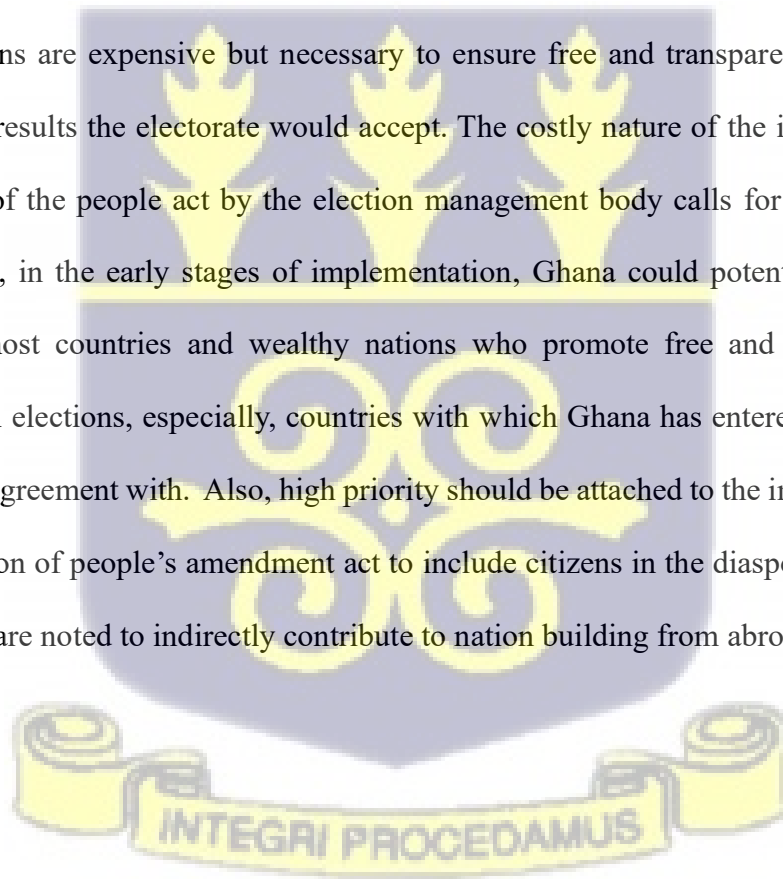 ns are expensive but necessary to ensure free and transpare
results the electorate would accept. The costly nature of the i
of the people act by the election management body calls for
, in the early stages of implementation, Ghana could potent
ost countries and wealthy nations who promote free and
elections, especially, countries with which Ghana has entere
greement with. Also, high priority should be attached to the in
on of people’s amendment act to include citizens in the diaspo
are noted to indirectly contribute to nation building from abro
INTEGRI PROCEDAMUS